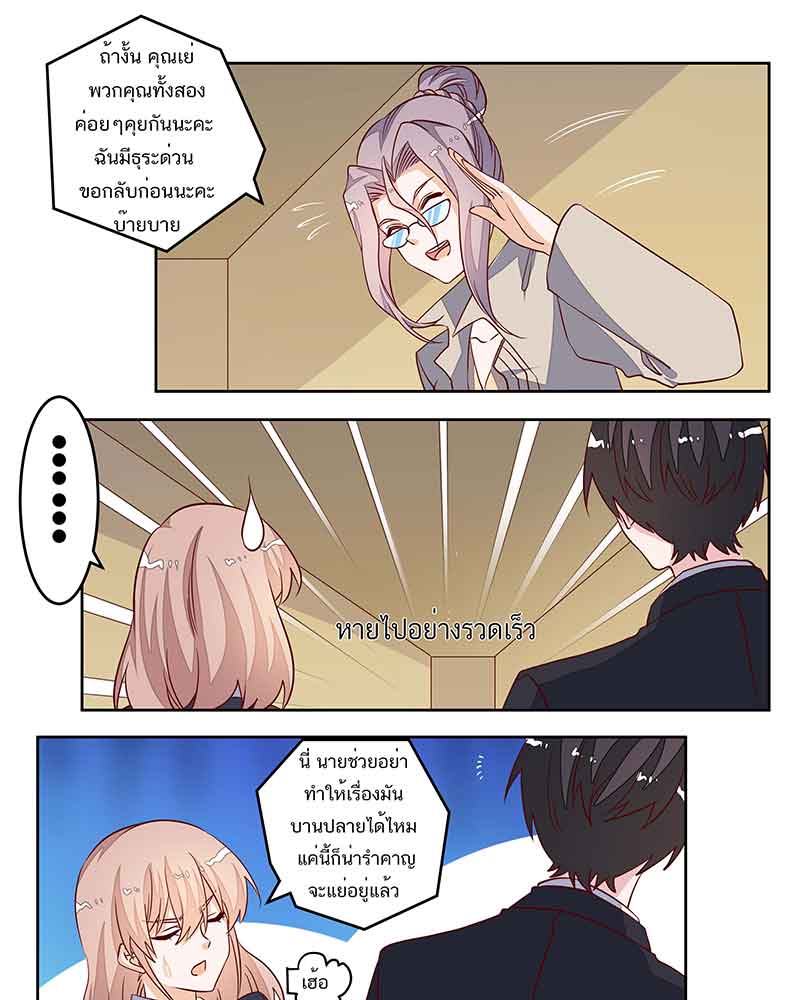 ถ้างั้น คุณเย่
พวกคุณทั้งสอง
ค่อยๆคุยกันนะคะ
ฉันมีธุระด่วน
ขอกลับก่อนนะคะ
บ๊ายบาย
หายไปอย่างรวดเร็ว
นี่ นายช่วยอย่า
ทำให้เรื่องมัน
บานปลายได้ไหม
แค่นี้ก็น่ารำคาญ
จะแย่อยู่แล้ว
เฮ้อ